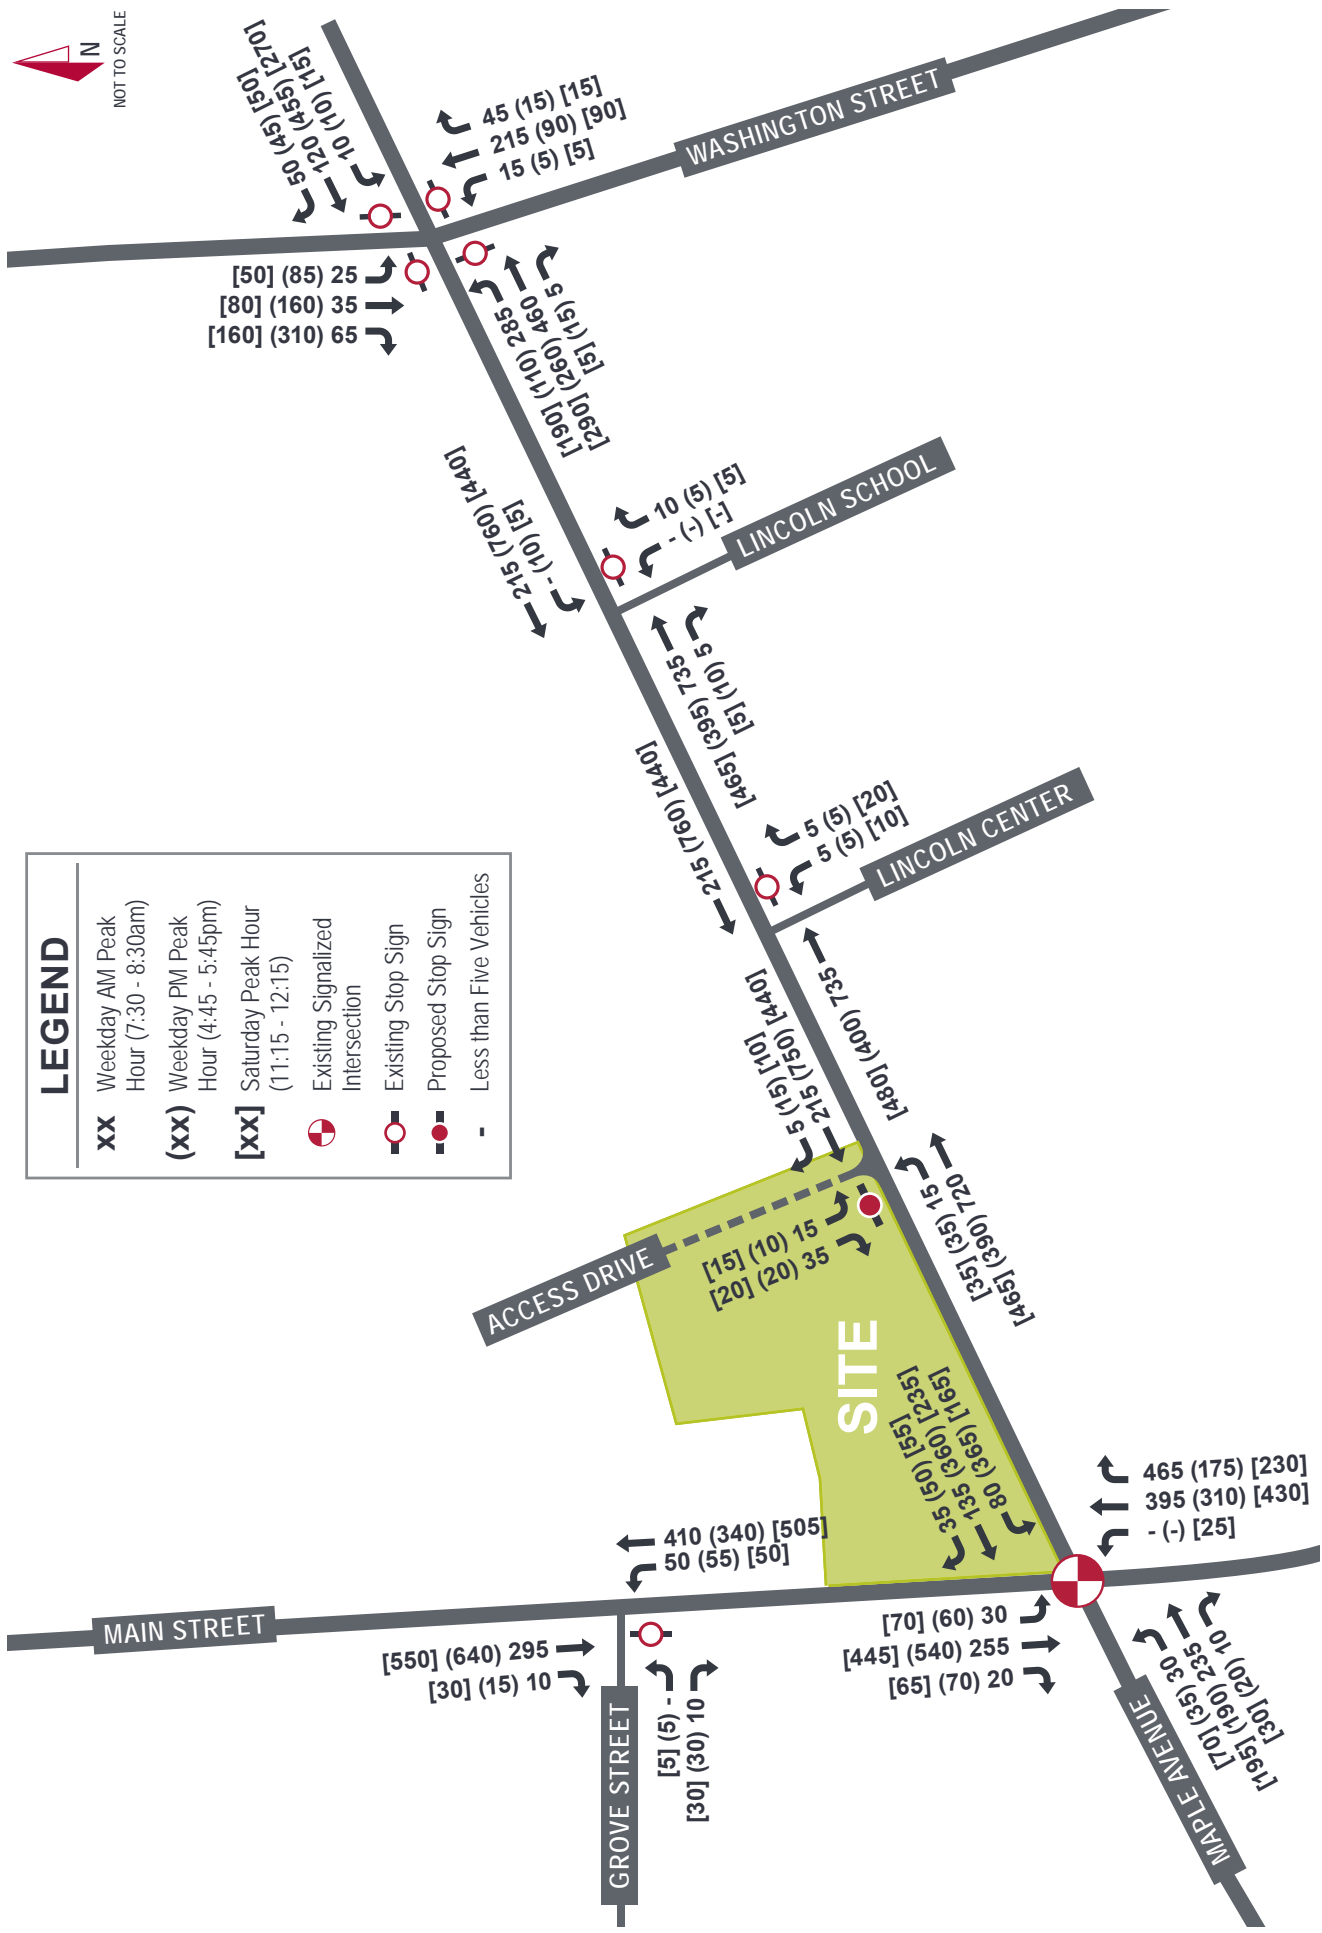 N
NOT TO SCALE
50 (45) [50]
120 (455) [270]
10 (10) [15]
45 (15) [15]
215 (90) [90]
15 (5) [5]
WASHINGTON STREET
[50] (85) 25
[80] (160) 35
[160] (310) 65
[190] (110) 285
[290] (260) 460
[5] (15) 5
215 (760) [440]
- (10) [5]
10 (5) [5]
- (-) [-]
LINCOLN SCHOOL
[465] (395) 735
[5] (10) 5
215 (760) [440]
5 (5) [20]
5 (5) [10]
LINCOLN CENTER
LEGEND
xx Weekday AM Peak
Hour (7:30 - 8:30am)
(xx) Weekday PM Peak
Hour (4:45 - 5:45pm)
[xx] Saturday Peak Hour
(11:15 - 12:15)
Existing Signalized
Intersection
Existing Stop Sign
Proposed Stop Sign
- Less than Five Vehicles
5 (15) [10]
215 (750) [440]
[480] (400) 735
ACCESS DRIVE
[15] (10) 15
[20] (20) 35
[35] (35) 15
[465] (390) 720
SITE
35 (50) [55]
135 (360) [235]
80 (365) [165]
410 (340) [505]
50 (55) [50]
465 (175) [230]
395 (310) [430]
- (-) [25]
MAIN STREET
[550] (640) 295
[30] (15) 10
[70] (60) 30
[445] (540) 255
[65] (70) 20
GROVE STREET
[5] (5) -
[30] (30) 10
MAPLE AVENUE
[70] (35) 30
[195] (190) 235
[30] (20) 10